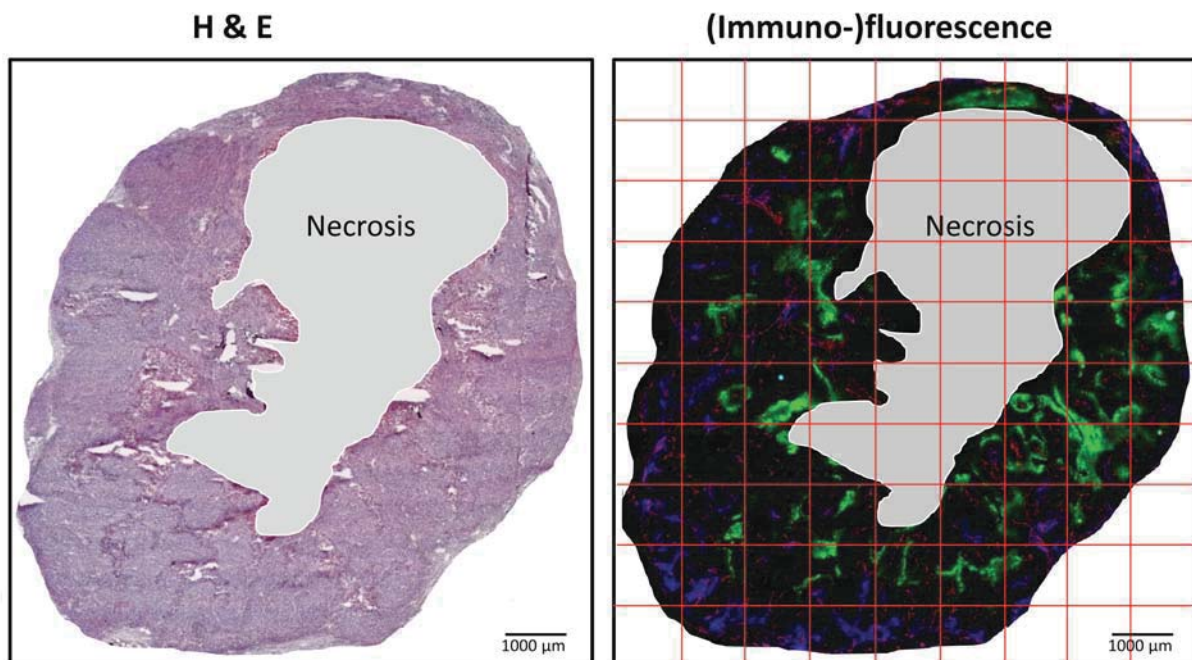 H & E
(Immuno-)fluorescence
Necrosis
Necrosis
1000 µm
1000 µm